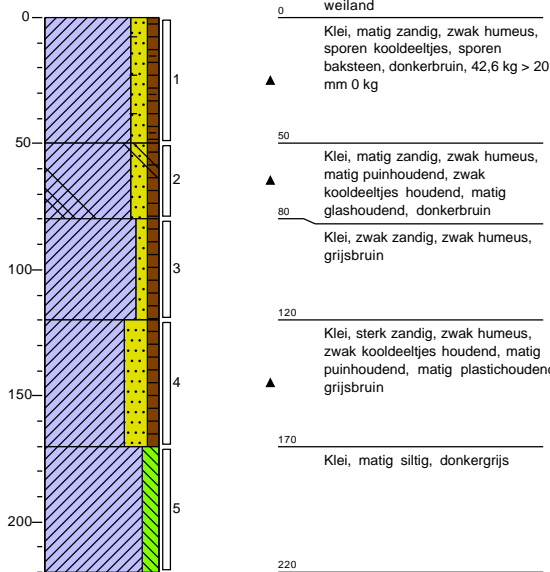 weiland
0
0
Klei, matig zandig, zwak humeus,
sporen kooldeeltjes, sporen
baksteen, donkerbruin, 42,6 kg > 20
mm 0 kg
1
50
50
Klei, matig zandig, zwak humeus,
matig puinhoudend, zwak
kooldeeltjes houdend, matig
glashoudend, donkerbruin
2
80
Klei, zwak zandig, zwak humeus,
grijsbruin
3
100
120
Klei, sterk zandig, zwak humeus,
zwak kooldeeltjes houdend, matig
puinhoudend, matig plastichoudend
grijsbruin
4
150
170
Klei, matig siltig, donkergrijs
5
200
220